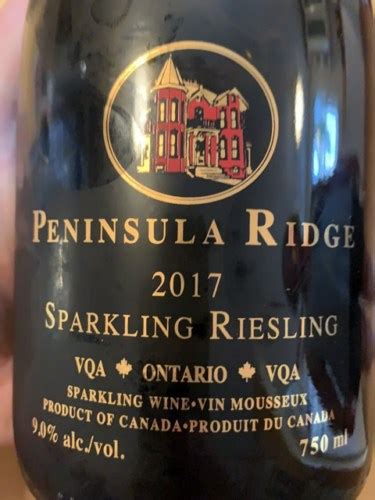 PENINSULA RIDGE
2017
SPARKLING RIESLING
VQA 🍁 ONTARIO 🍁 VQA
SPARKLING WINE•VIN MOUSSEUX
PRODUCT OF CANADA•PRODUIT DU CANADA
9.0% alc./vol. 750 ml